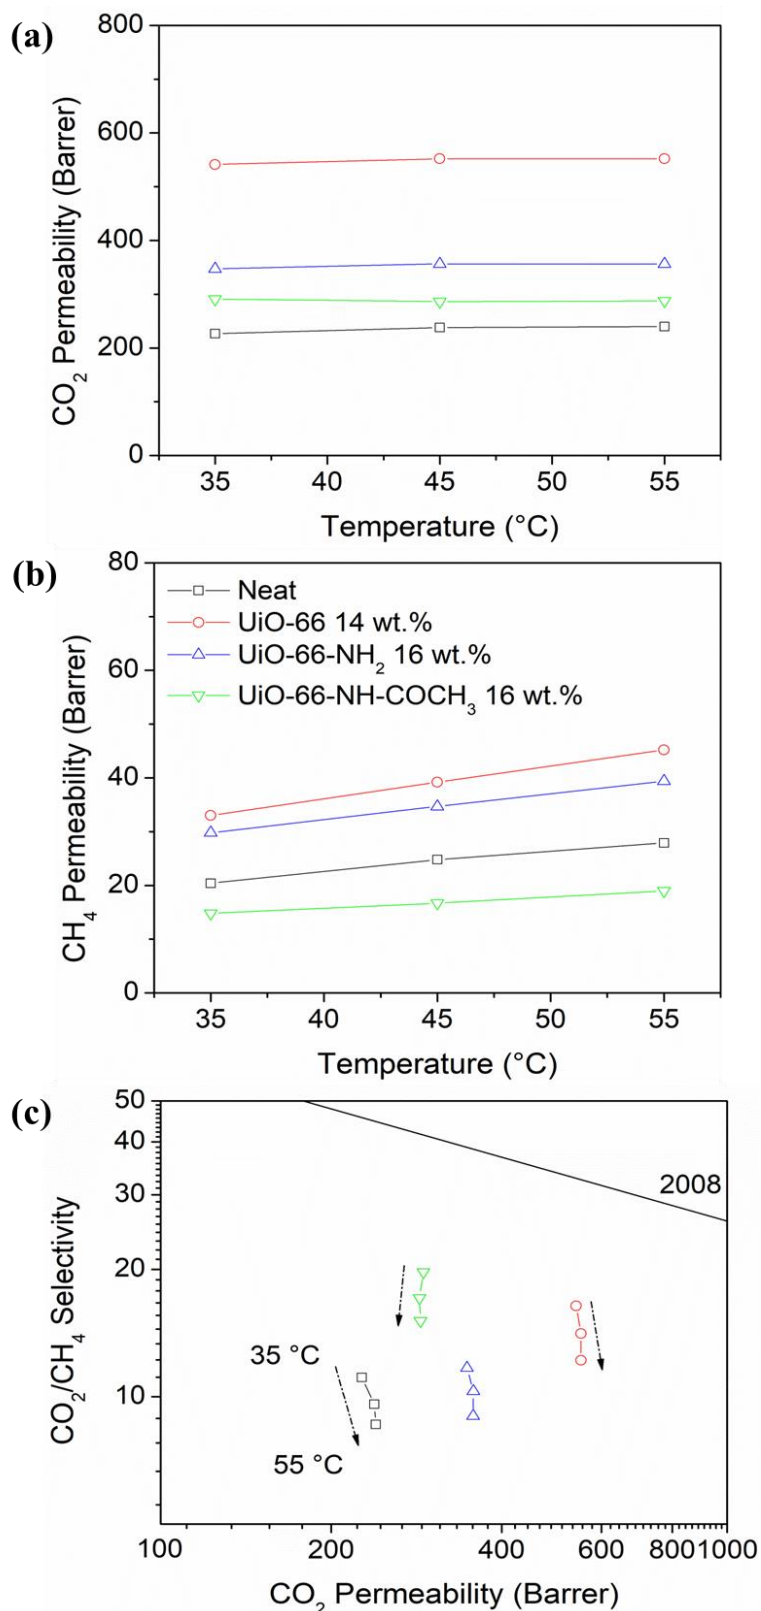 (a)
800
600
400
200
0
CO₂ Permeability (Barrer)
35 40 45 50 55
Temperature (°C)
(b)
80
60
40
20
0
CH₄ Permeability (Barrer)
Neat
UiO-66 14 wt.%
UiO-66-NH₂ 16 wt.%
UiO-66-NH-COCH₃ 16 wt.%
35 40 45 50 55
Temperature (°C)
(c)
50
40
30
20
10
CO₂/CH₄ Selectivity
2008
35 °C
55 °C
100 200 400 600 800 1000
CO₂ Permeability (Barrer)